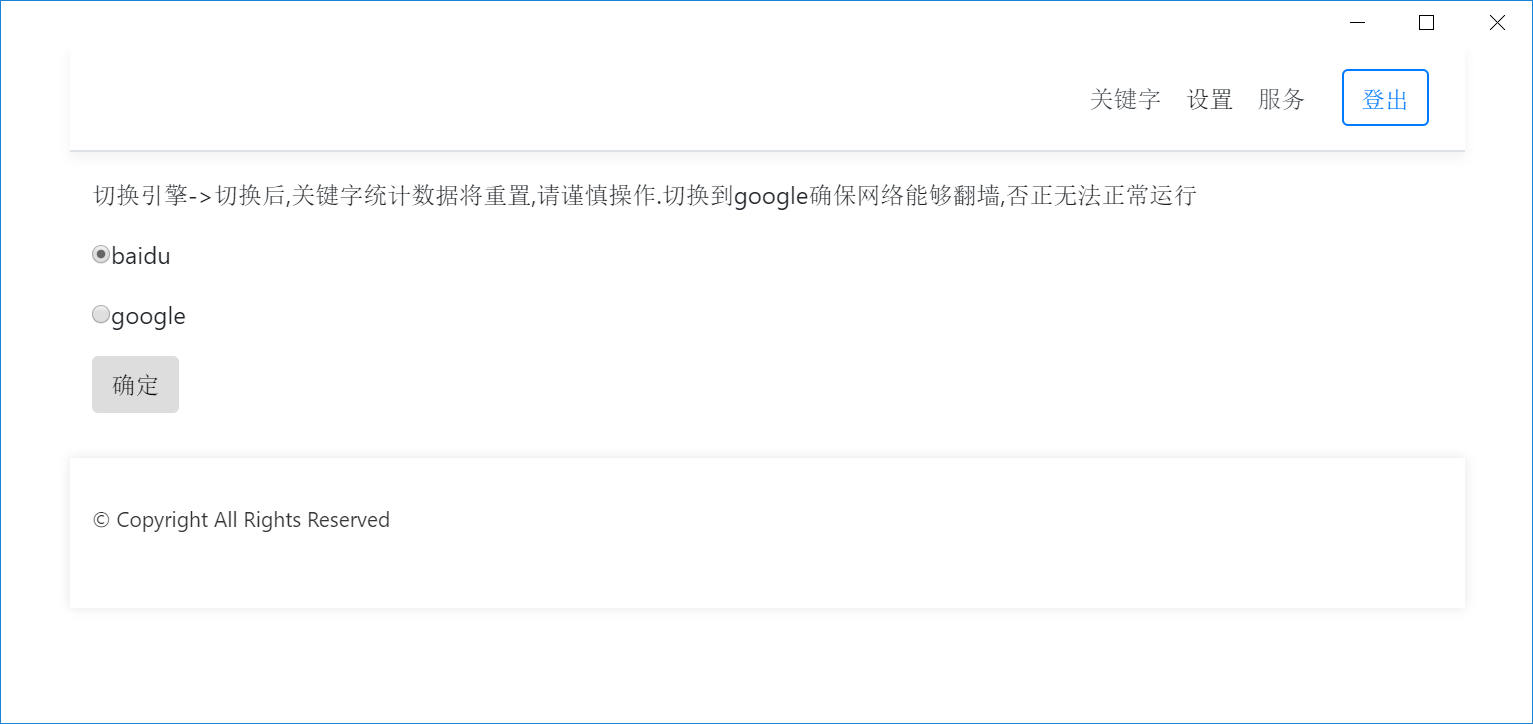 关键字 设置 服务 登出
切换引擎->切换后,关键字统计数据将重置,请谨慎操作.切换到google确保网络能够翻墙,否正无法正常运行
baidu
google
确定
© Copyright All Rights Reserved